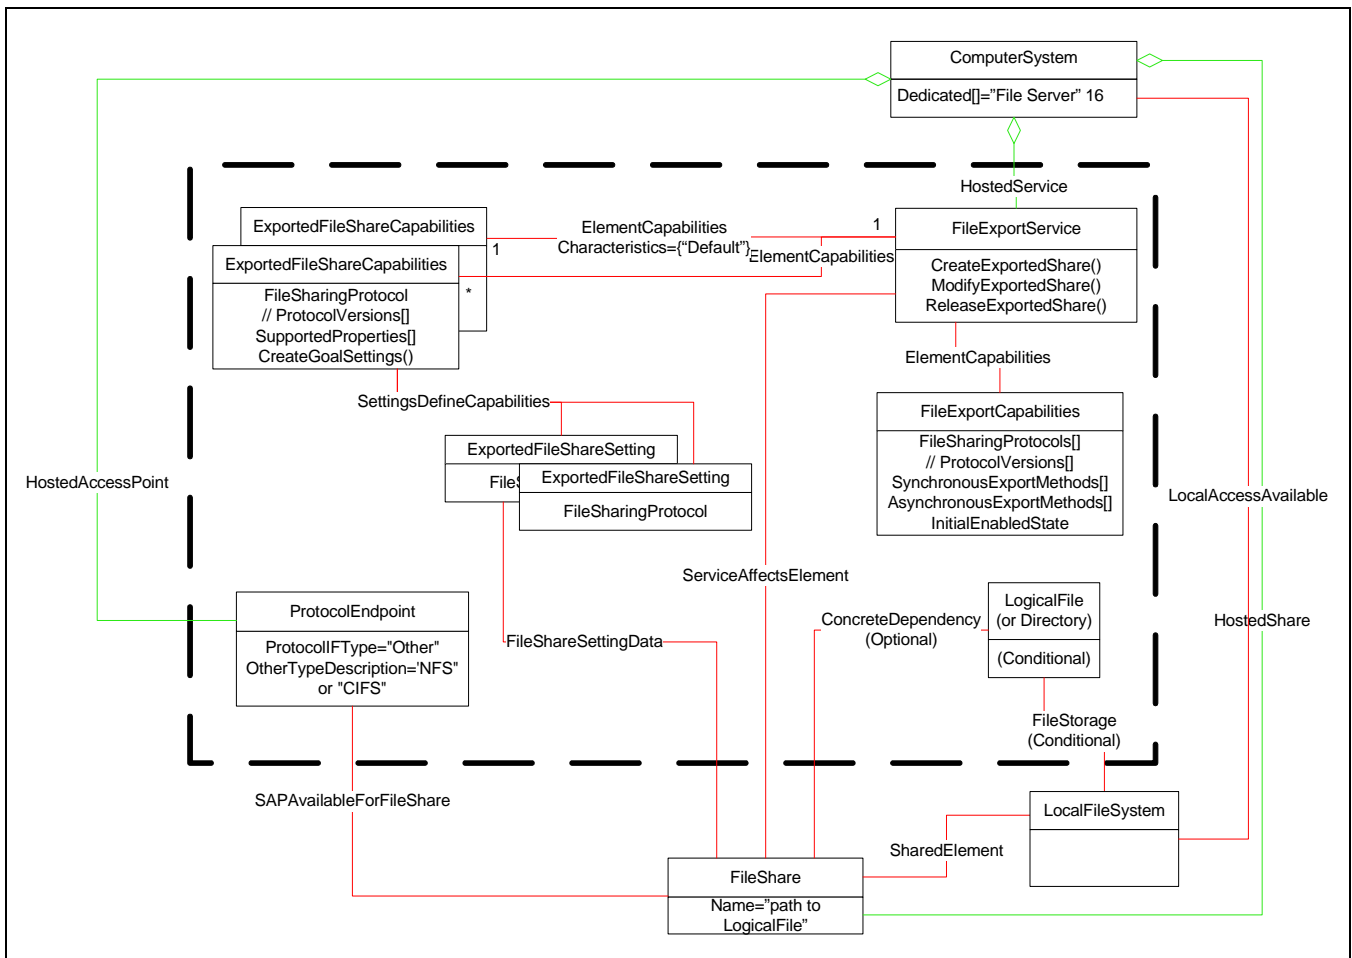 ComputerSystem
Dedicated[]=”File Server” 16
HostedService
ExportedFileShareCapabilities
ElementCapabilities
Characteristics={“Default”}
1
1
FileExportService
ElementCapabilities
ExportedFileShareCapabilities
CreateExportedShare()
ModifyExportedShare()
ReleaseExportedShare()
FileSharingProtocol
// ProtocolVersions[]
SupportedProperties[]
CreateGoalSettings()
*
ElementCapabilities
SettingsDefineCapabilities
FileExportCapabilities
FileSharingProtocols[]
// ProtocolVersions[]
SynchronousExportMethods[]
AsynchronousExportMethods[]
InitialEnabledState
ExportedFileShareSetting
FileS
ExportedFileShareSetting
FileSharingProtocol
HostedAccessPoint
LocalAccessAvailable
ServiceAffectsElement
ProtocolEndpoint
ProtocolIFType="Other"
OtherTypeDescription='NFS"
or "CIFS"
FileShareSettingData
ConcreteDependency
(Optional)
LogicalFile
(or Directory)
(Conditional)
HostedShare
FileStorage
(Conditional)
SAPAvailableForFileShare
LocalFileSystem
SharedElement
FileShare
Name=”path to
LogicalFile”